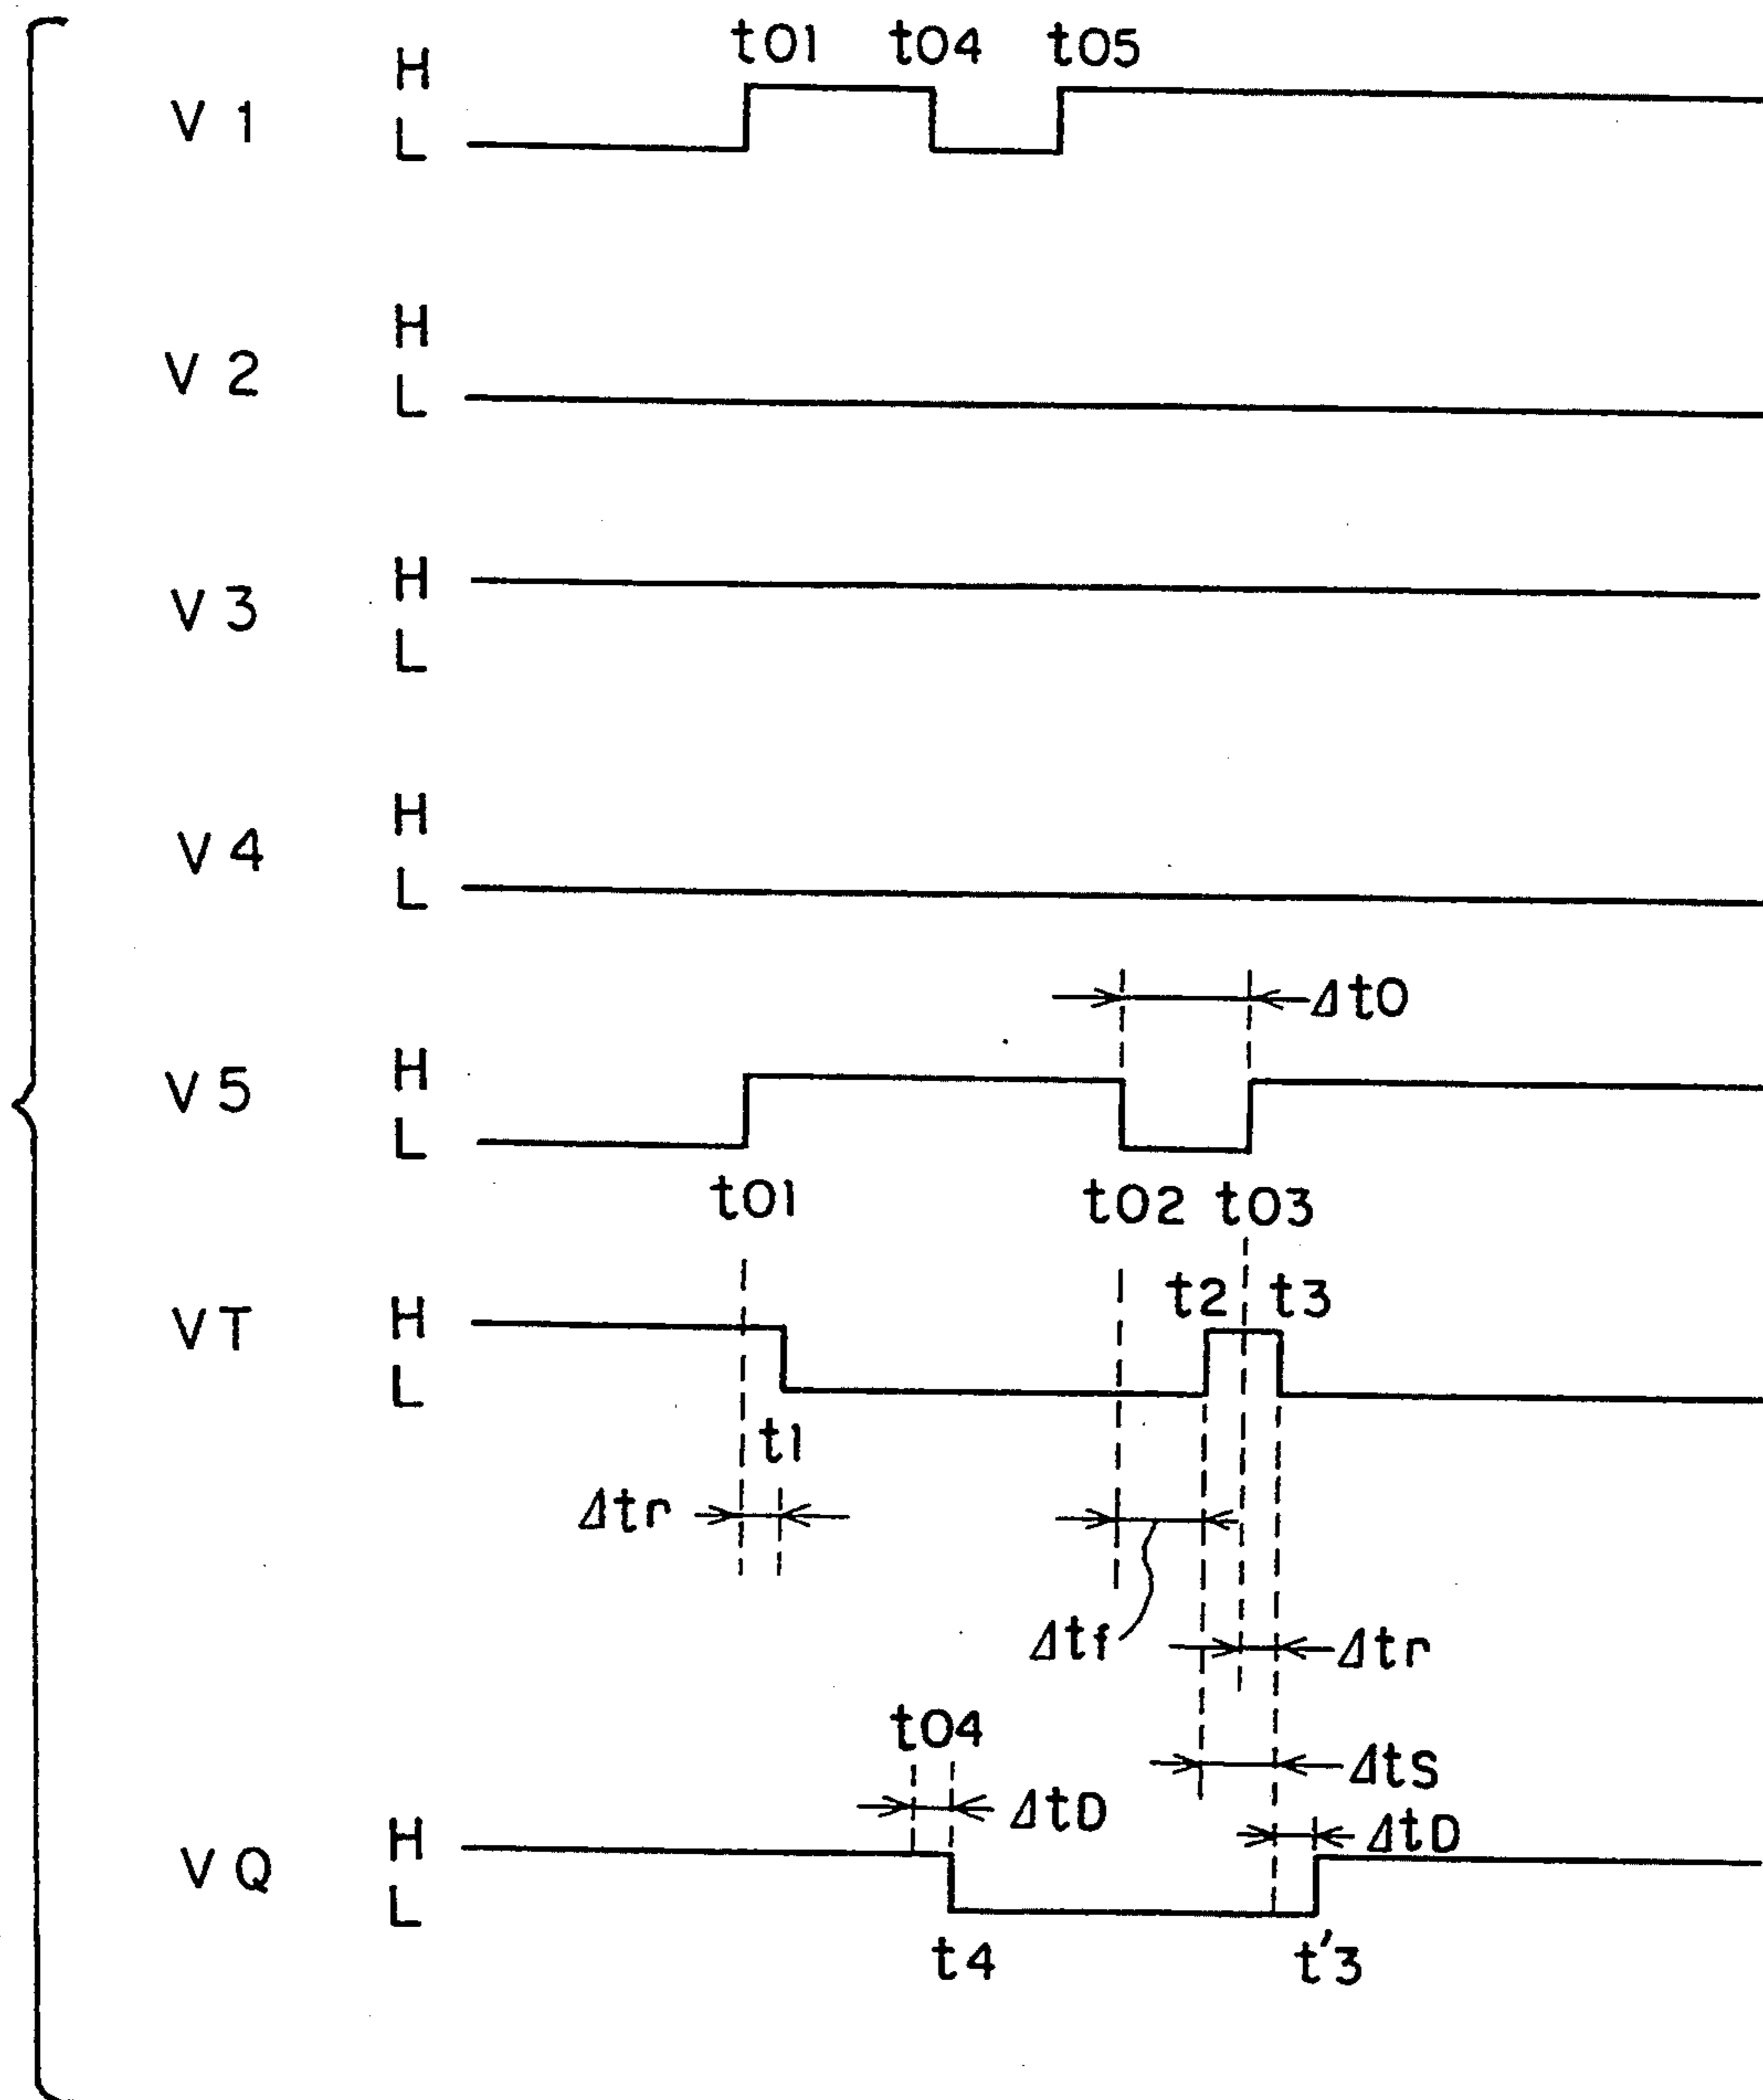 t01 t04 t05
V1 H L
V2 H L
V3 H L
V4 H L
Δt0
V5 H L
t01 t02 t03
t2 t3
VT H L
t1
Δtr
Δtf Δtr
t04
ΔtS
ΔtD ΔtD
VQ H L
t4 t'3